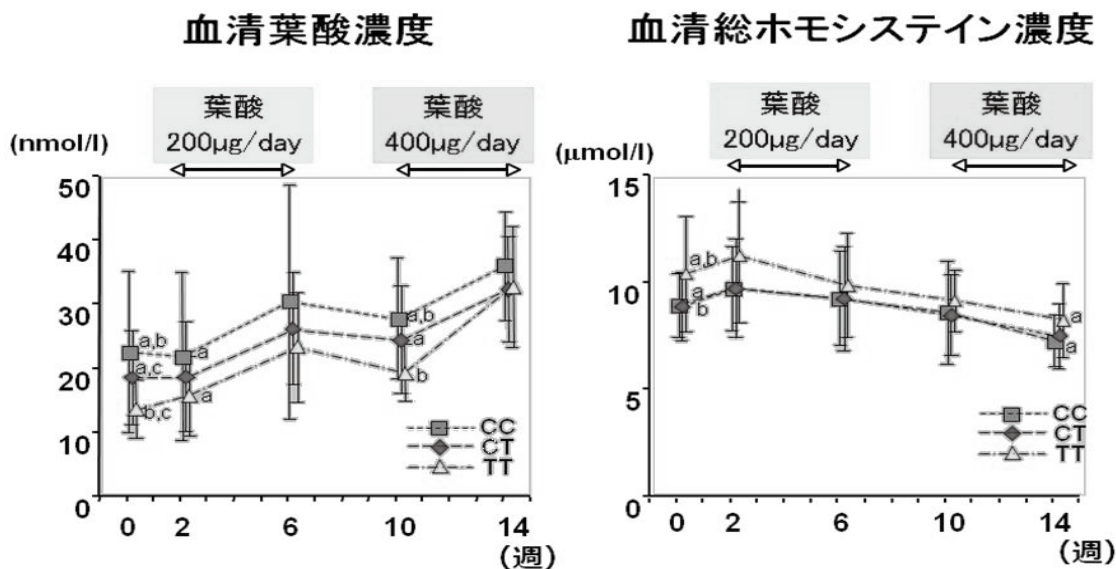 血清葉酸濃度
葉酸
200μg/day
葉酸
400μg/day
(nmol/l)
50
40
30
20
10
0
a,b
a,c
b,c
a
a
a,b
a
b
CC
CT
TT
0 2 6 10 14
(週)
血清総ホモシステイン濃度
葉酸
200μg/day
葉酸
400μg/day
(μmol/l)
15
10
5
0
a,b
a
b
a
a
CC
CT
TT
0 2 6 10 14
(週)